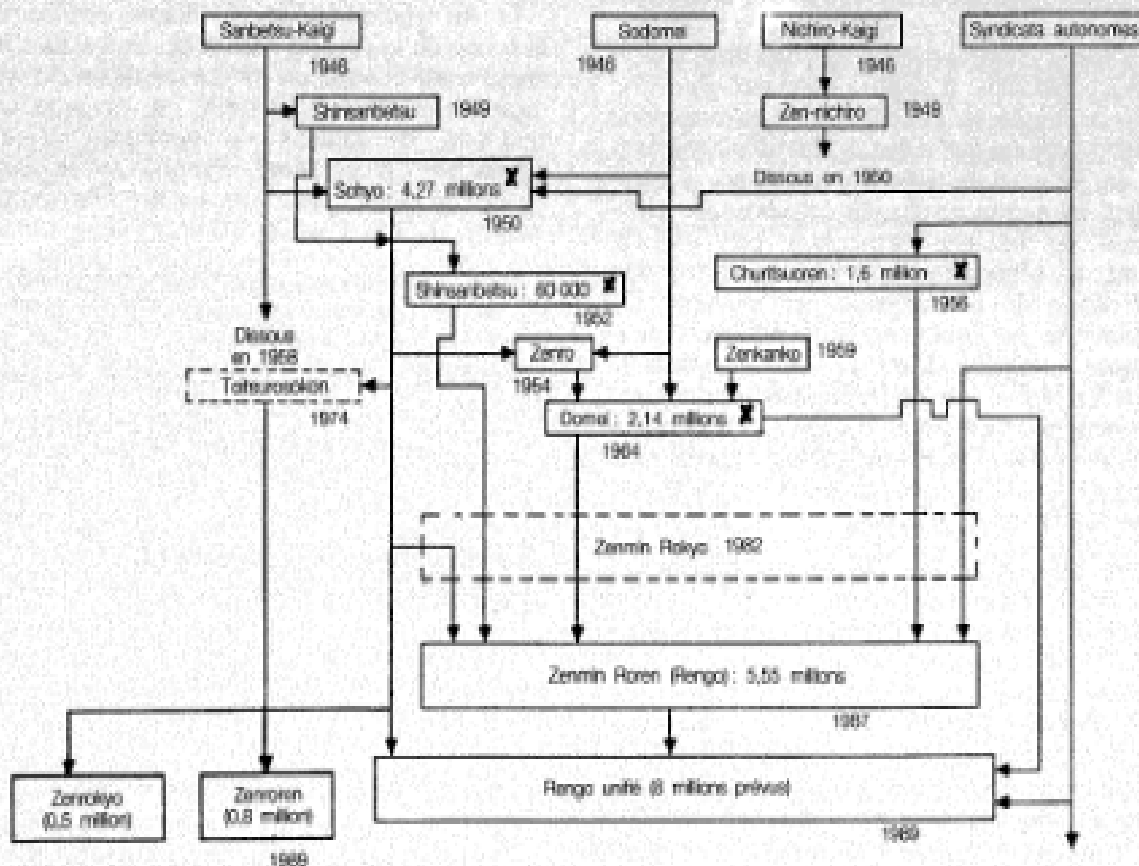 Sanbetsu-Kaigi
Sodomei
Nichiro-Kaigi
Syndicats autonomes
1946
1946
1946
Shinsanbetsu
1949
Zen-nichiro
1949
Sohyo : 4,27 millions
Dissous en 1950
1950
Churitsuoren : 1,6 million
1956
Shinsanbetsu : 60 000
1952
Dissous
en 1958
Zenro
Zenkanko
1959
1954
Totsurosokon
1974
Domei : 2,14 millions
1964
Zenmin Rokyo
1982
Zenmin Roren (Rengo) : 5,55 millions
1987
Rengo unifié (8 millions prévus)
1989
Zenrokyo
(0,5 million)
Zenroren
(0,8 million)
1989